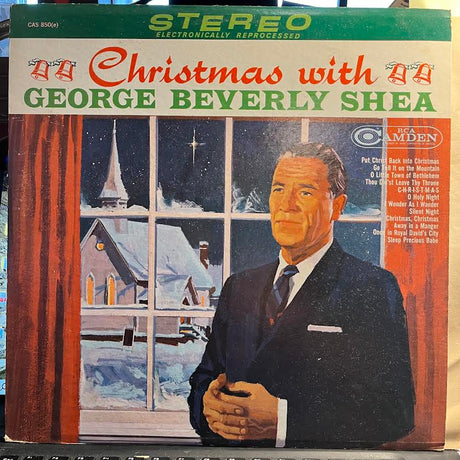 CAS 850(e)
STEREO
ELECTRONICALLY REPROCESSED
Christmas with
GEORGE BEVERLY SHEA
RCA
CAMDEN
Put Christ Back Into Christmas
Go Tell It on the Mountain
O Little Town of Bethlehem
Thou Didst Leave Thy Throne
C-H-R-I-S-T-M-A-S
O Holy Night
I Wonder As I Wander
Silent Night
Christmas, Christmas
Away in a Manger
Once in Royal David's City
Sleep Precious Babe